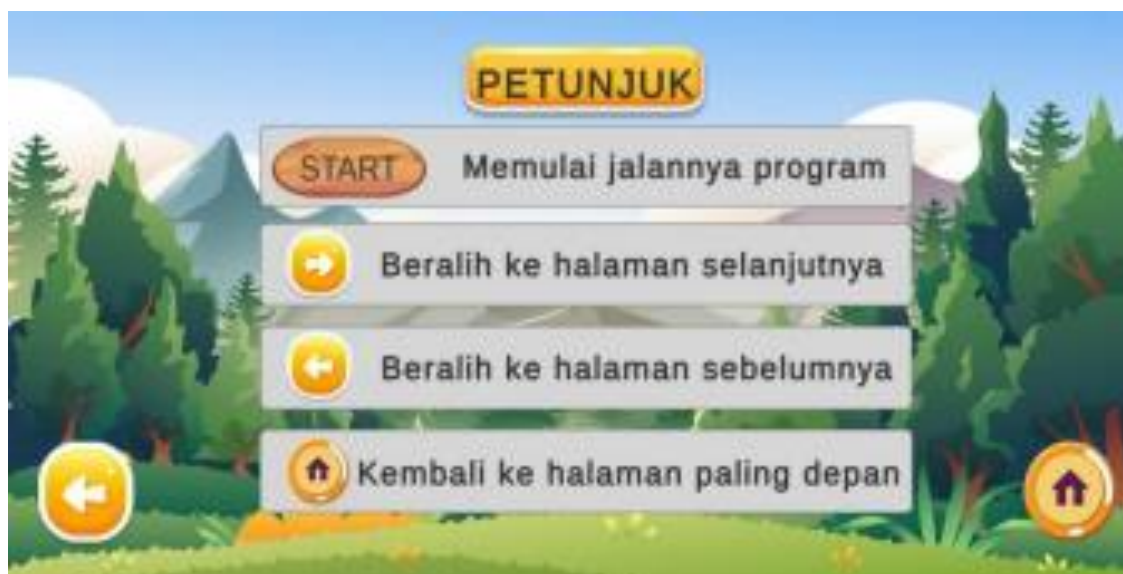 PETUNJUK
START Memulai jalannya program
Beralih ke halaman selanjutnya
Beralih ke halaman sebelumnya
Kembali ke halaman paling depan